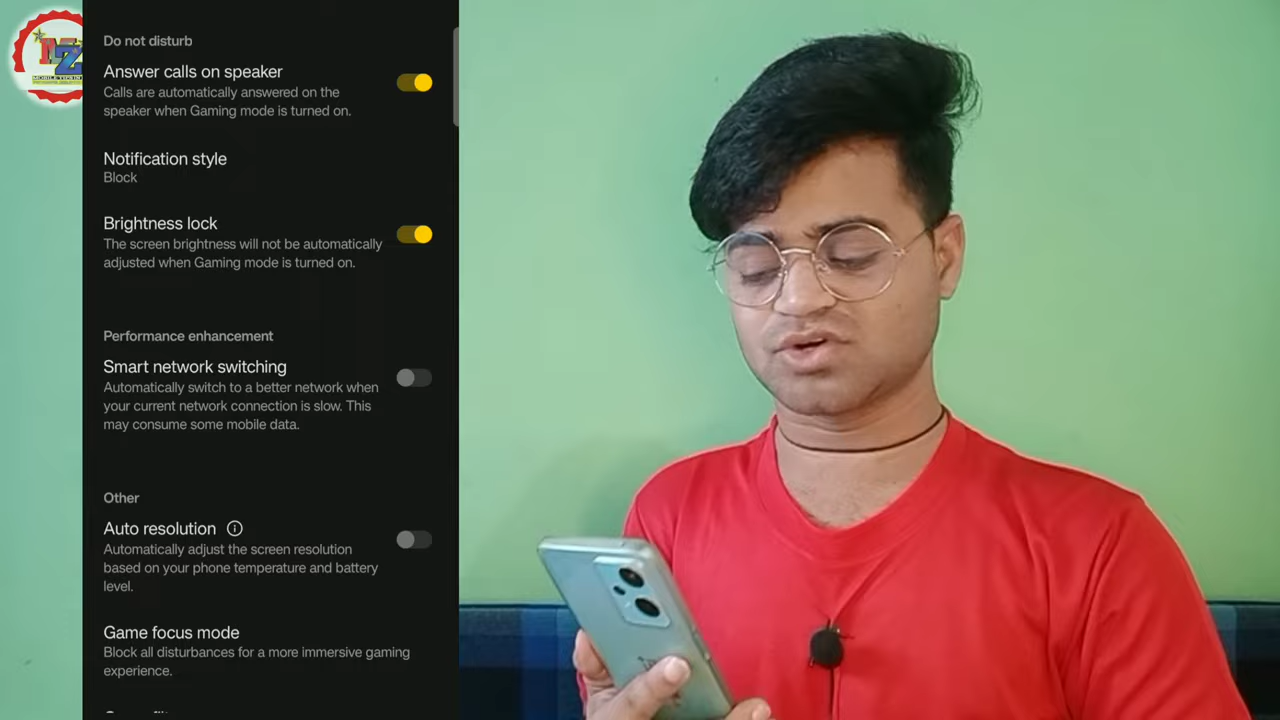 MZ
Do not disturb
Answer calls on speaker
Calls are automatically answered on the
speaker when Gaming mode is turned on.
Notification style
Block
Brightness lock
The screen brightness will not be automatically
adjusted when Gaming mode is turned on.
Performance enhancement
Smart network switching
Automatically switch to a better network when
your current network connection is slow. This
may consume some mobile data.
Other
Auto resolution
Automatically adjust the screen resolution
based on your phone temperature and battery
level.
Game focus mode
Block all disturbances for a more immersive gaming
experience.